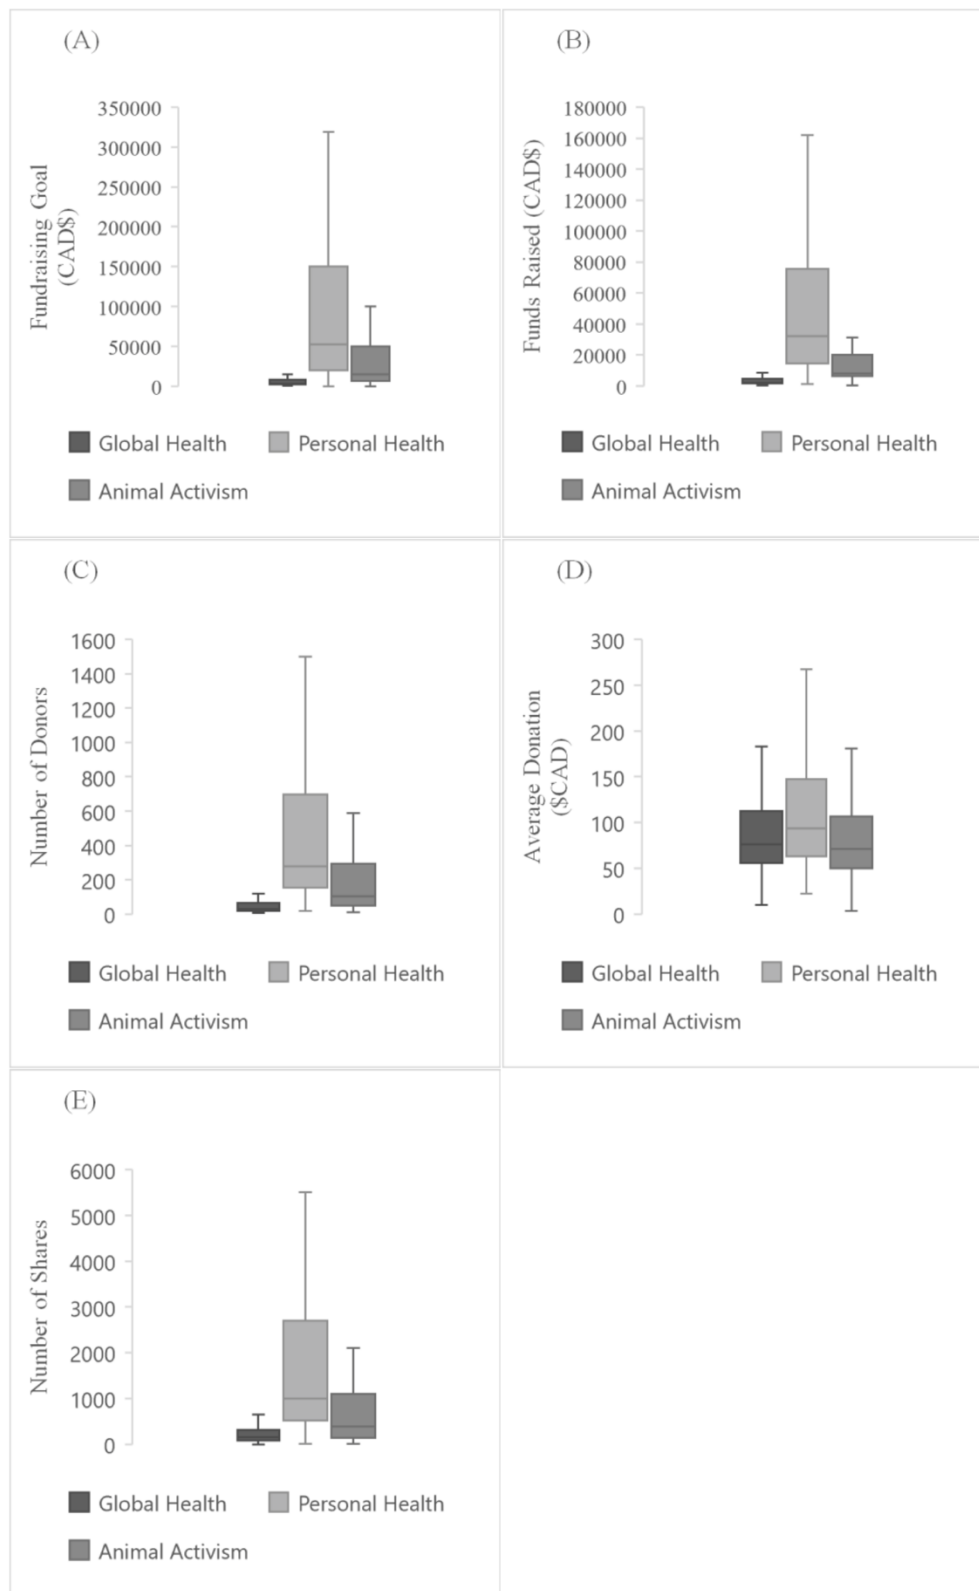 (A)
Fundraising Goal
(CAD$)
350000
300000
250000
200000
150000
100000
50000
0
Global Health
Personal Health
Animal Activism
(B)
Funds Raised (CAD$)
180000
160000
140000
120000
100000
80000
60000
40000
20000
0
Global Health
Personal Health
Animal Activism
(C)
Number of Donors
1600
1400
1200
1000
800
600
400
200
0
Global Health
Personal Health
Animal Activism
(D)
Average Donation
($CAD)
300
250
200
150
100
50
0
Global Health
Personal Health
Animal Activism
(E)
Number of Shares
6000
5000
4000
3000
2000
1000
0
Global Health
Personal Health
Animal Activism